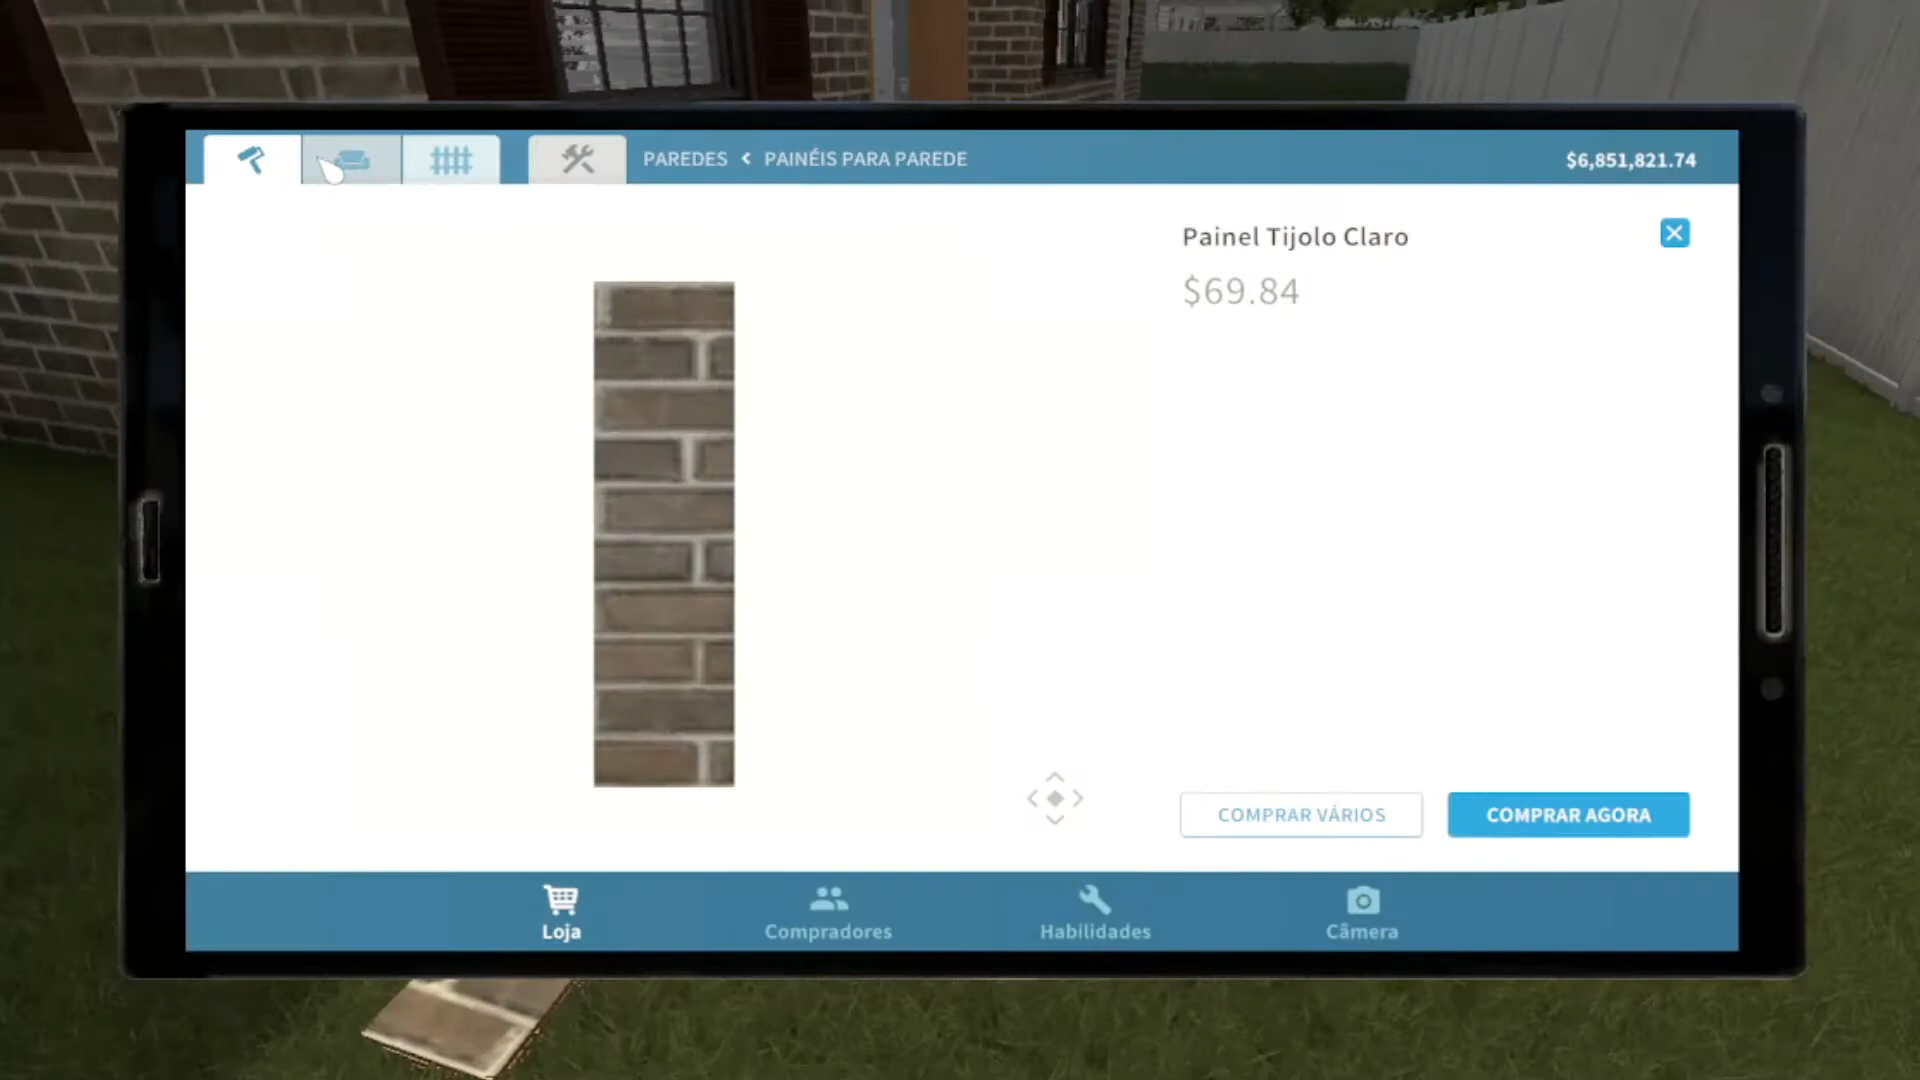 PAREDES < PAINÉIS PARA PAREDE
$6,851,821.74
Painel Tijolo Claro
$69.84
COMPRAR VÁRIOS
COMPRAR AGORA
Loja
Compradores
Habilidades
Câmera